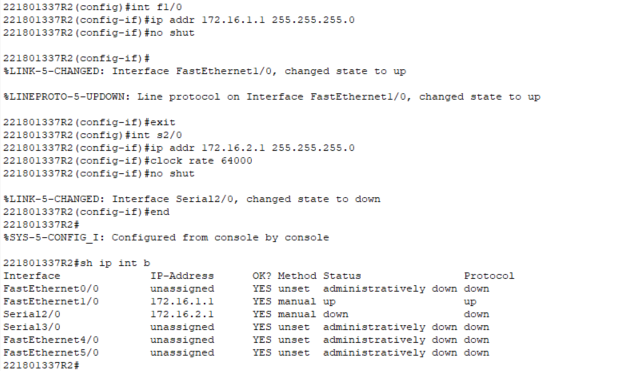 221801337R2(config)#int f1/0
221801337R2(config-if)#ip addr 172.16.1.1 255.255.255.0
221801337R2(config-if)#no shut
221801337R2(config-if)#
%LINK-5-CHANGED: Interface FastEthernet1/0, changed state to up
%LINEPROTO-5-UPDOWN: Line protocol on Interface FastEthernet1/0, changed state to up
221801337R2(config-if)#exit
221801337R2(config)#int s2/0
221801337R2(config-if)#ip addr 172.16.2.1 255.255.255.0
221801337R2(config-if)#clock rate 64000
221801337R2(config-if)#no shut
%LINK-5-CHANGED: Interface Serial2/0, changed state to down
221801337R2(config-if)#end
221801337R2#
%SYS-5-CONFIG_I: Configured from console by console
221801337R2#sh ip int b
Interface IP-Address OK? Method Status Protocol
FastEthernet0/0 unassigned YES unset administratively down down
FastEthernet1/0 172.16.1.1 YES manual up up
Serial2/0 172.16.2.1 YES manual down down
Serial3/0 unassigned YES unset administratively down down
FastEthernet4/0 unassigned YES unset administratively down down
FastEthernet5/0 unassigned YES unset administratively down down
221801337R2#